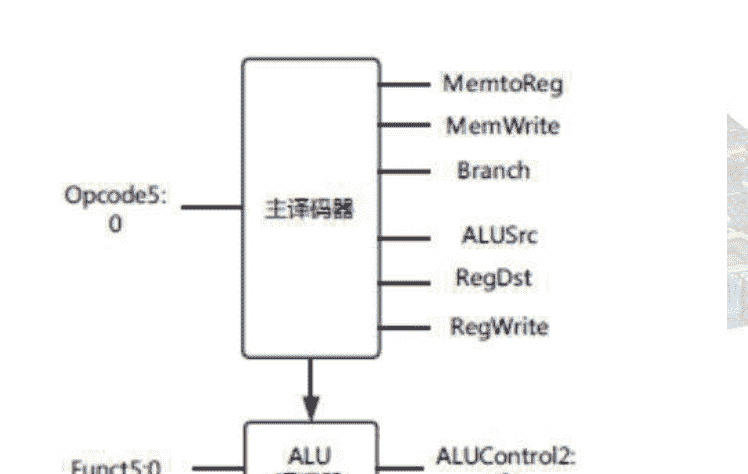 MemtoReg
MemWrite
Branch
Opcode5:
0
主译码器
ALUSrc
RegDst
RegWrite
ALU
Funct5:0
ALUControl2: